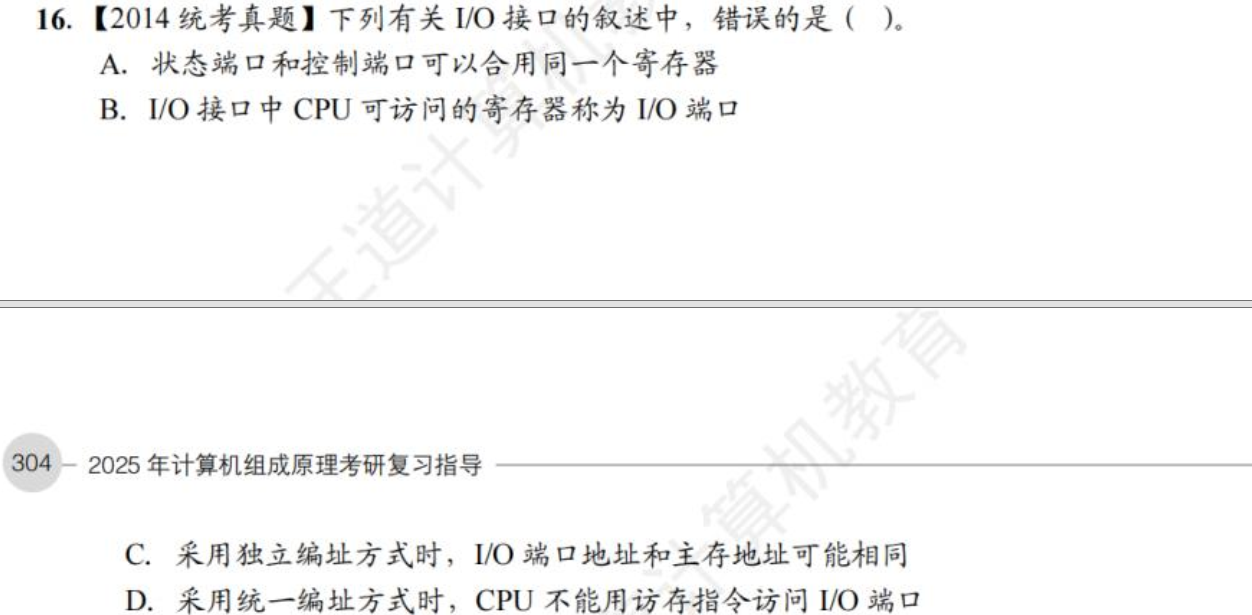 16.【2014 统考真题】下列有关 I/O 接口的叙述中，错误的是（ ）。
A. 状态端口和控制端口可以合用同一个寄存器
B. I/O 接口中 CPU 可访问的寄存器称为 I/O 端口
王道计算机
304 2025 年计算机组成原理考研复习指导
计算机教育
C. 采用独立编址方式时，I/O 端口地址和主存地址可能相同
D. 采用统一编址方式时，CPU 不能用访存指令访问 I/O 端口